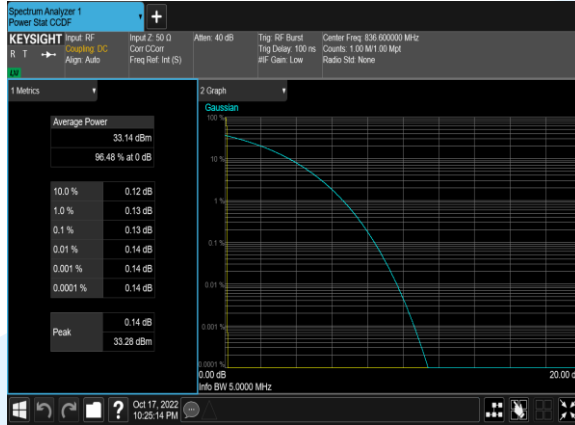 Spectrum Analyzer 1
Power Stat CCDF
+
KEYSIGHT
R T
Input: RF
Coupling: DC
Align: Auto
Input Z: 50 Ω
Corr CCorr
Freq Ref: Int (S)
Atten: 40 dB
Trig: RF Burst
Trig Delay: 100 ns
#IF Gain: Low
Center Freq: 836.600000 MHz
Counts: 1.00 M/1.00 Mpt
Radio Std: None
1 Metrics
Average Power
33.14 dBm
96.48 % at 0 dB
10.0 % 0.12 dB
1.0 % 0.13 dB
0.1 % 0.13 dB
0.01 % 0.14 dB
0.001 % 0.14 dB
0.0001 % 0.14 dB
Peak
0.14 dB
33.28 dBm
2 Graph
Gaussian
100 %
10 %
1 %
0.1 %
0.01 %
0.001 %
0.0001 %
0.00 dB
20.00
Info BW 5.0000 MHz
?
Oct 17, 2022
10:25:14 PM